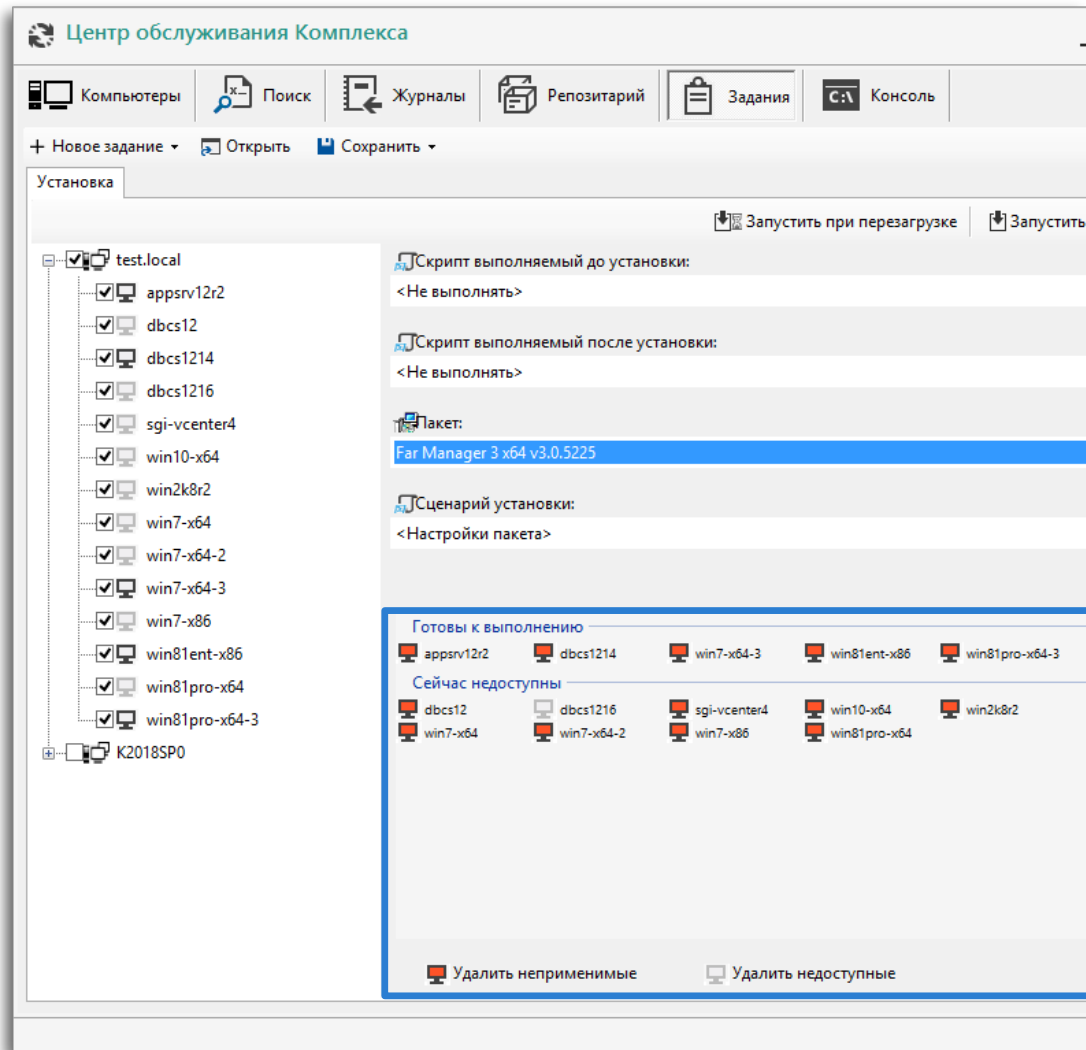 Центр обслуживания Комплекса
Компьютеры Поиск Журналы Репозитарий Задания C:\ Консоль
+ Новое задание Открыть Сохранить
Установка
Запустить при перезагрузке Запустить
test.local
appsrv12r2
dbcs12
dbcs1214
dbcs1216
sgi-vcenter4
win10-x64
win2k8r2
win7-x64
win7-x64-2
win7-x64-3
win7-x86
win81ent-x86
win81pro-x64
win81pro-x64-3
K2018SP0
Скрипт выполняемый до установки:
<Не выполнять>
Скрипт выполняемый после установки:
<Не выполнять>
Пакет:
Far Manager 3 x64 v3.0.5225
Сценарий установки:
<Настройки пакета>
Готовы к выполнению
appsrv12r2 dbcs1214 win7-x64-3 win81ent-x86 win81pro-x64-3
Сейчас недоступны
dbcs12 dbcs1216 sgi-vcenter4 win10-x64 win2k8r2
win7-x64 win7-x64-2 win7-x86 win81pro-x64
Удалить неприменимые Удалить недоступные